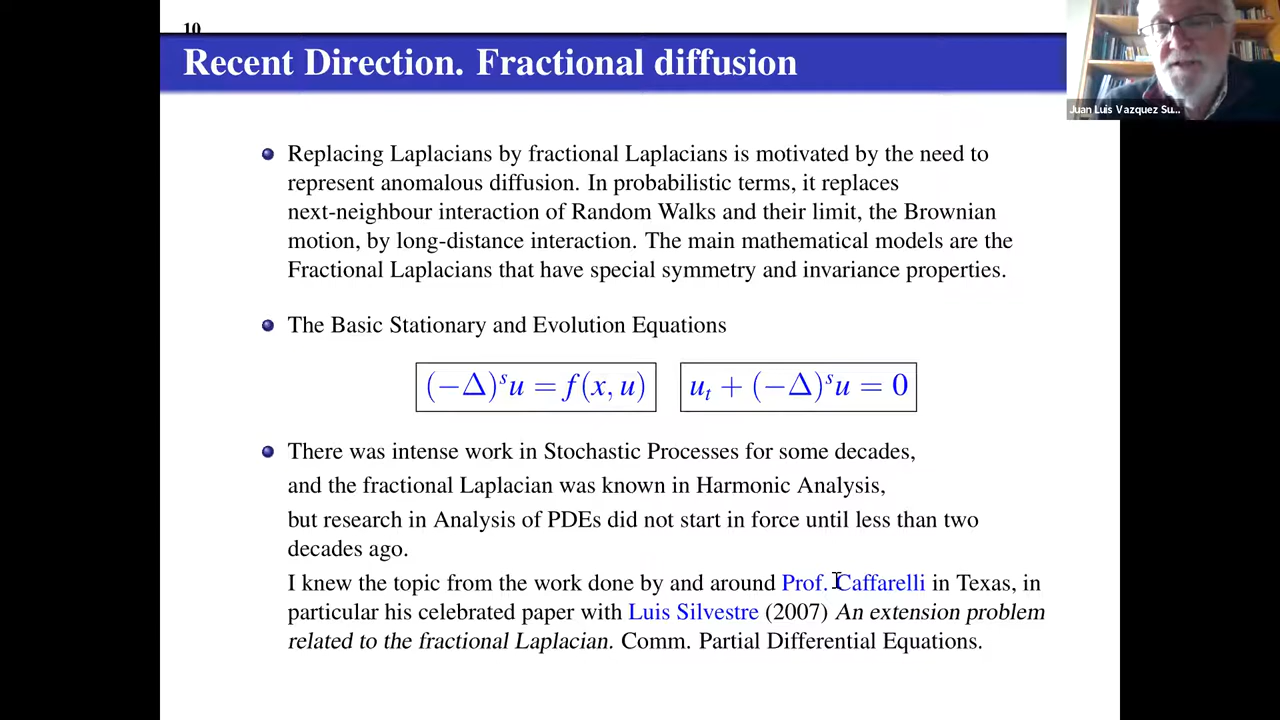 10
Recent Direction. Fractional diffusion
Juan Luis Vazquez Su...
Replacing Laplacians by fractional Laplacians is motivated by the need to
represent anomalous diffusion. In probabilistic terms, it replaces
next-neighbour interaction of Random Walks and their limit, the Brownian
motion, by long-distance interaction. The main mathematical models are the
Fractional Laplacians that have special symmetry and invariance properties.
The Basic Stationary and Evolution Equations
(−Δ)ˢu = f(x, u) uₜ + (−Δ)ˢu = 0
There was intense work in Stochastic Processes for some decades,
and the fractional Laplacian was known in Harmonic Analysis,
but research in Analysis of PDEs did not start in force until less than two
decades ago.
I knew the topic from the work done by and around Prof. Caffarelli in Texas, in
particular his celebrated paper with Luis Silvestre (2007) An extension problem
related to the fractional Laplacian. Comm. Partial Differential Equations.